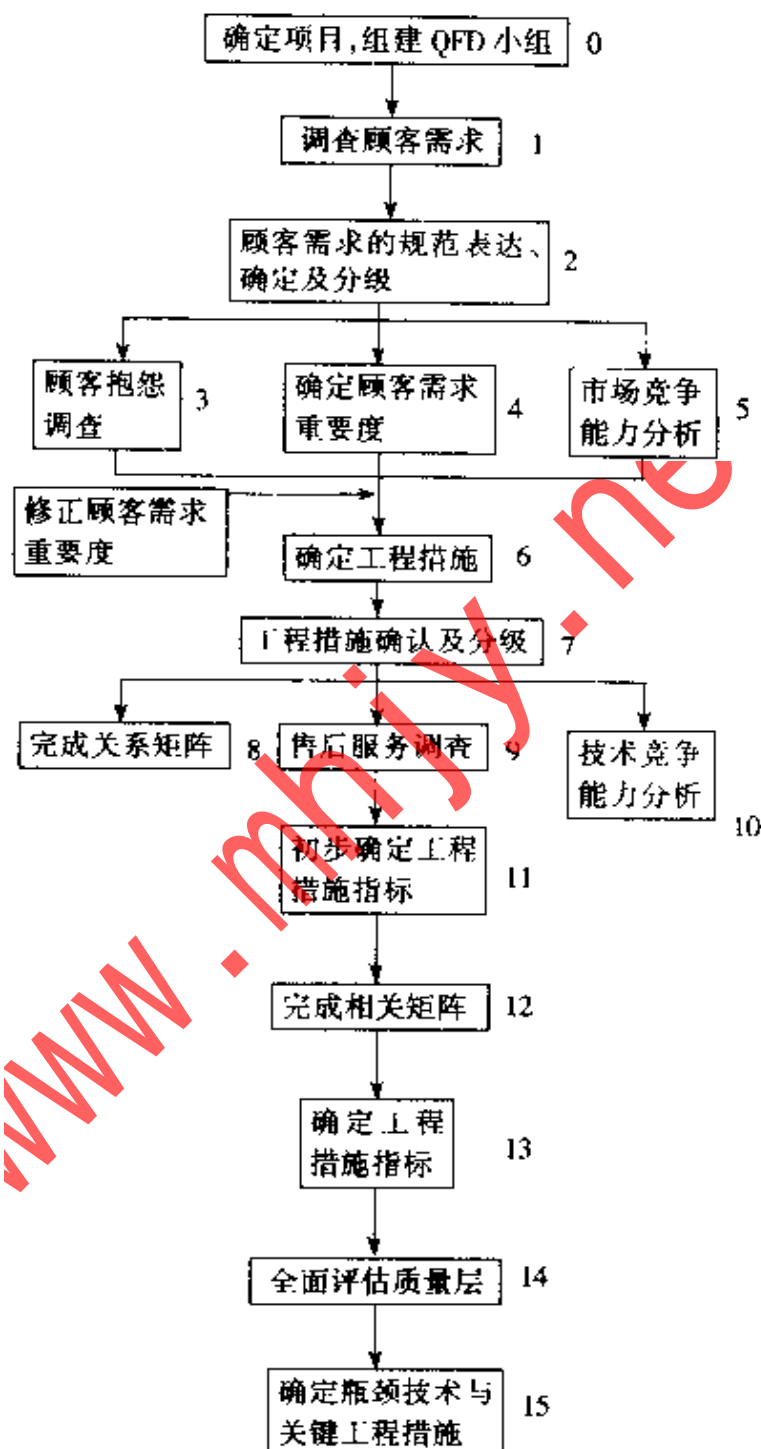 确定项目,组建 QFD 小组 0
调查顾客需求 1
顾客需求的规范表达、 2
确定及分级
顾客抱怨
调查
3
确定顾客需求
重要度
4
市场竞争
能力分析
5
修正顾客需求
重要度
确定工程措施 6
工程措施确认及分级 7
完成关系矩阵 8
售后服务调查 9
技术竞争
能力分析
10
初步确定工程
措施指标
11
完成相关矩阵 12
确定工程
措施指标
13
全面评估质量层 14
确定瓶颈技术与
关键工程措施
15
www.mhjy.ne